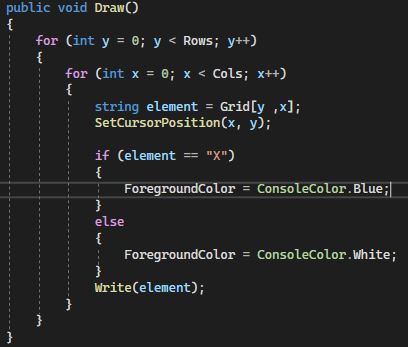 public void Draw()
{
for (int y = 0; y < Rows; y++)
{
for (int x = 0; x < Cols; x++)
{
string element = Grid[y ,x];
SetCursorPosition(x, y);
if (element == "X")
{
ForegroundColor = ConsoleColor.Blue;
}
else
{
ForegroundColor = ConsoleColor.White;
}
Write(element);
}
}
}